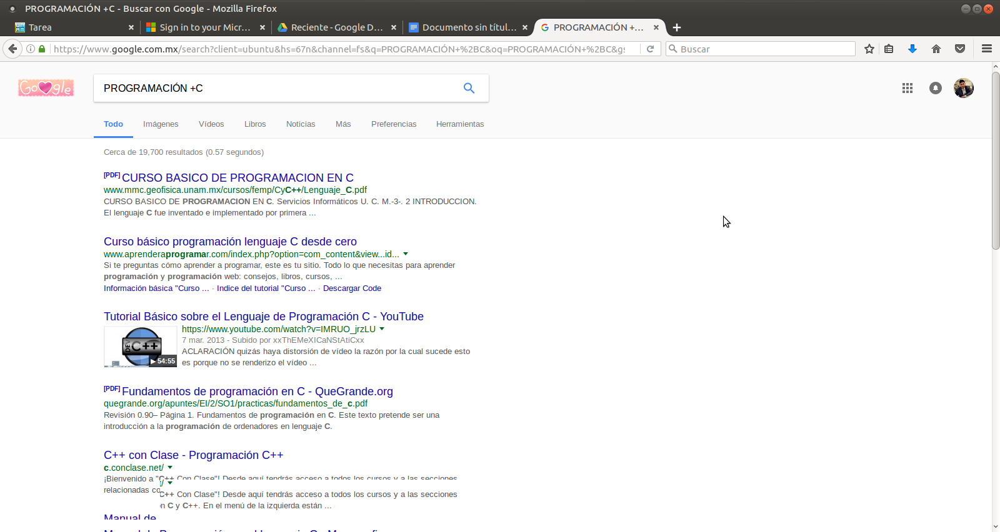 PROGRAMACIÓN +C - Buscar con Google - Mozilla Firefox
Tarea
Sign in to your Micr...
Reciente - Google D...
Documento sin títul...
PROGRAMACIÓN +...
https://www.google.com.mx/search?client=ubuntu&hs=67n&channel=fs&q=PROGRAMACIÓN+%2BC&oq=PROGRAMACIÓN+%2BC&gs
Buscar
Google
PROGRAMACIÓN +C
Todo Imágenes Vídeos Libros Noticias Más Preferencias Herramientas
Cerca de 19,700 resultados (0.57 segundos)
[PDF] CURSO BASICO DE PROGRAMACION EN C
www.mmc.geofisica.unam.mx/cursos/femp/CyC++/Lenguaje_C.pdf
CURSO BASICO DE PROGRAMACION EN C. Servicios Informáticos U. C. M.-3-. 2 INTRODUCCION.
El lenguaje C fue inventado e implementado por primera ...
Curso básico programación lenguaje C desde cero
www.aprenderaprogramar.com/index.php?option=com_content&view...id...
Si te preguntas cómo aprender a programar, este es tu sitio. Todo lo que necesitas para aprender
programación y programación web: consejos, libros, cursos, ...
Información básica "Curso ... · Indice del tutorial "Curso ... · Descargar Code
Tutorial Básico sobre el Lenguaje de Programación C - YouTube
DEV C++
54:55
https://www.youtube.com/watch?v=IMRUO_jrzLU
7 mar. 2013 - Subido por xxThEMeXICaNStAtiCxx
ACLARACIÓN quizás haya distorsión de vídeo la razón por la cual sucede esto
es porque no se renderizo el vídeo ...
[PDF] Fundamentos de programación en C - QueGrande.org
quegrande.org/apuntes/EI/2/SO1/practicas/fundamentos_de_c.pdf
Revisión 0.90– Página 1. Fundamentos de programación en C. Este texto pretende ser una
introducción a la programación de ordenadores en lenguaje C.
C++ con Clase - Programación C++
c.conclase.net/
¡Bienvenido a "C++ Con Clase"! Desde aquí tendrás acceso a todos los cursos y a las secciones
relacionadas
C++ Con Clase"! Desde aquí tendrás acceso a todos los cursos y a las secciones
n C y C++. En el menú de la izquierda están ...
Manual de